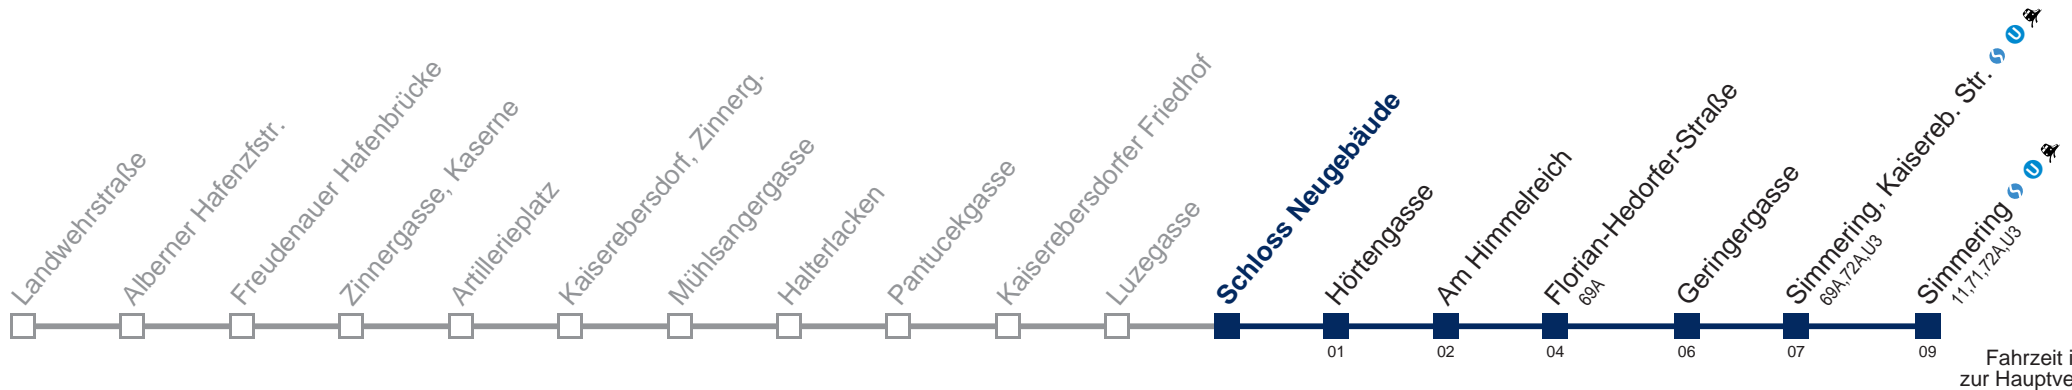 Landwehrstraße
Alberner Hafenzfstr.
Freudenauer Hafenbrücke
Zinnergasse, Kaserne
Artillerieplatz
Kaiserebersdorf, Zinnerg.
Mühlsangergasse
Halterlacken
Pantucekgasse
Kaiserebersdorfer Friedhof
Luzegasse
Schloss Neugebäude
Hörtengasse
01
Am Himmelreich
02
Florian-Hedorfer-Straße
69A
04
Geringergasse
06
Simmering, Kaisereb. Str. S U
69A,72A,U3
07
Simmering S U
11,71,72A,U3
09
Fahrzeit i
zur Hauptve